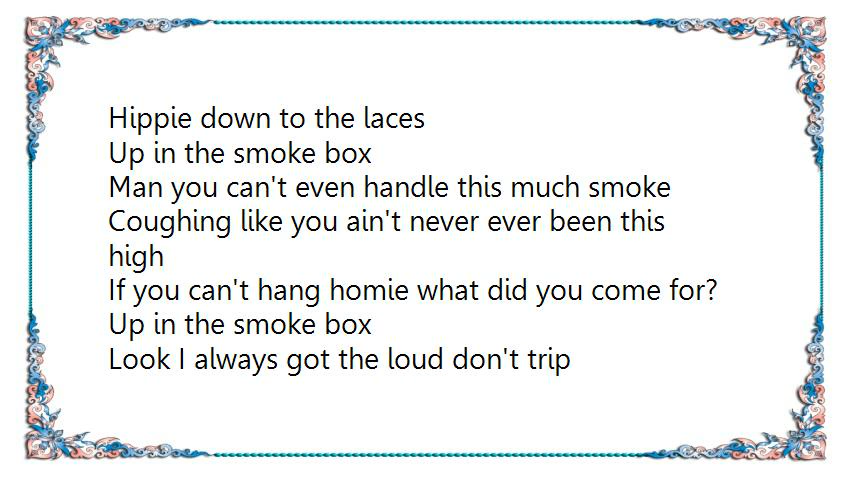 Hippie down to the laces
Up in the smoke box
Man you can't even handle this much smoke
Coughing like you ain't never ever been this
high
If you can't hang homie what did you come for?
Up in the smoke box
Look I always got the loud don't trip